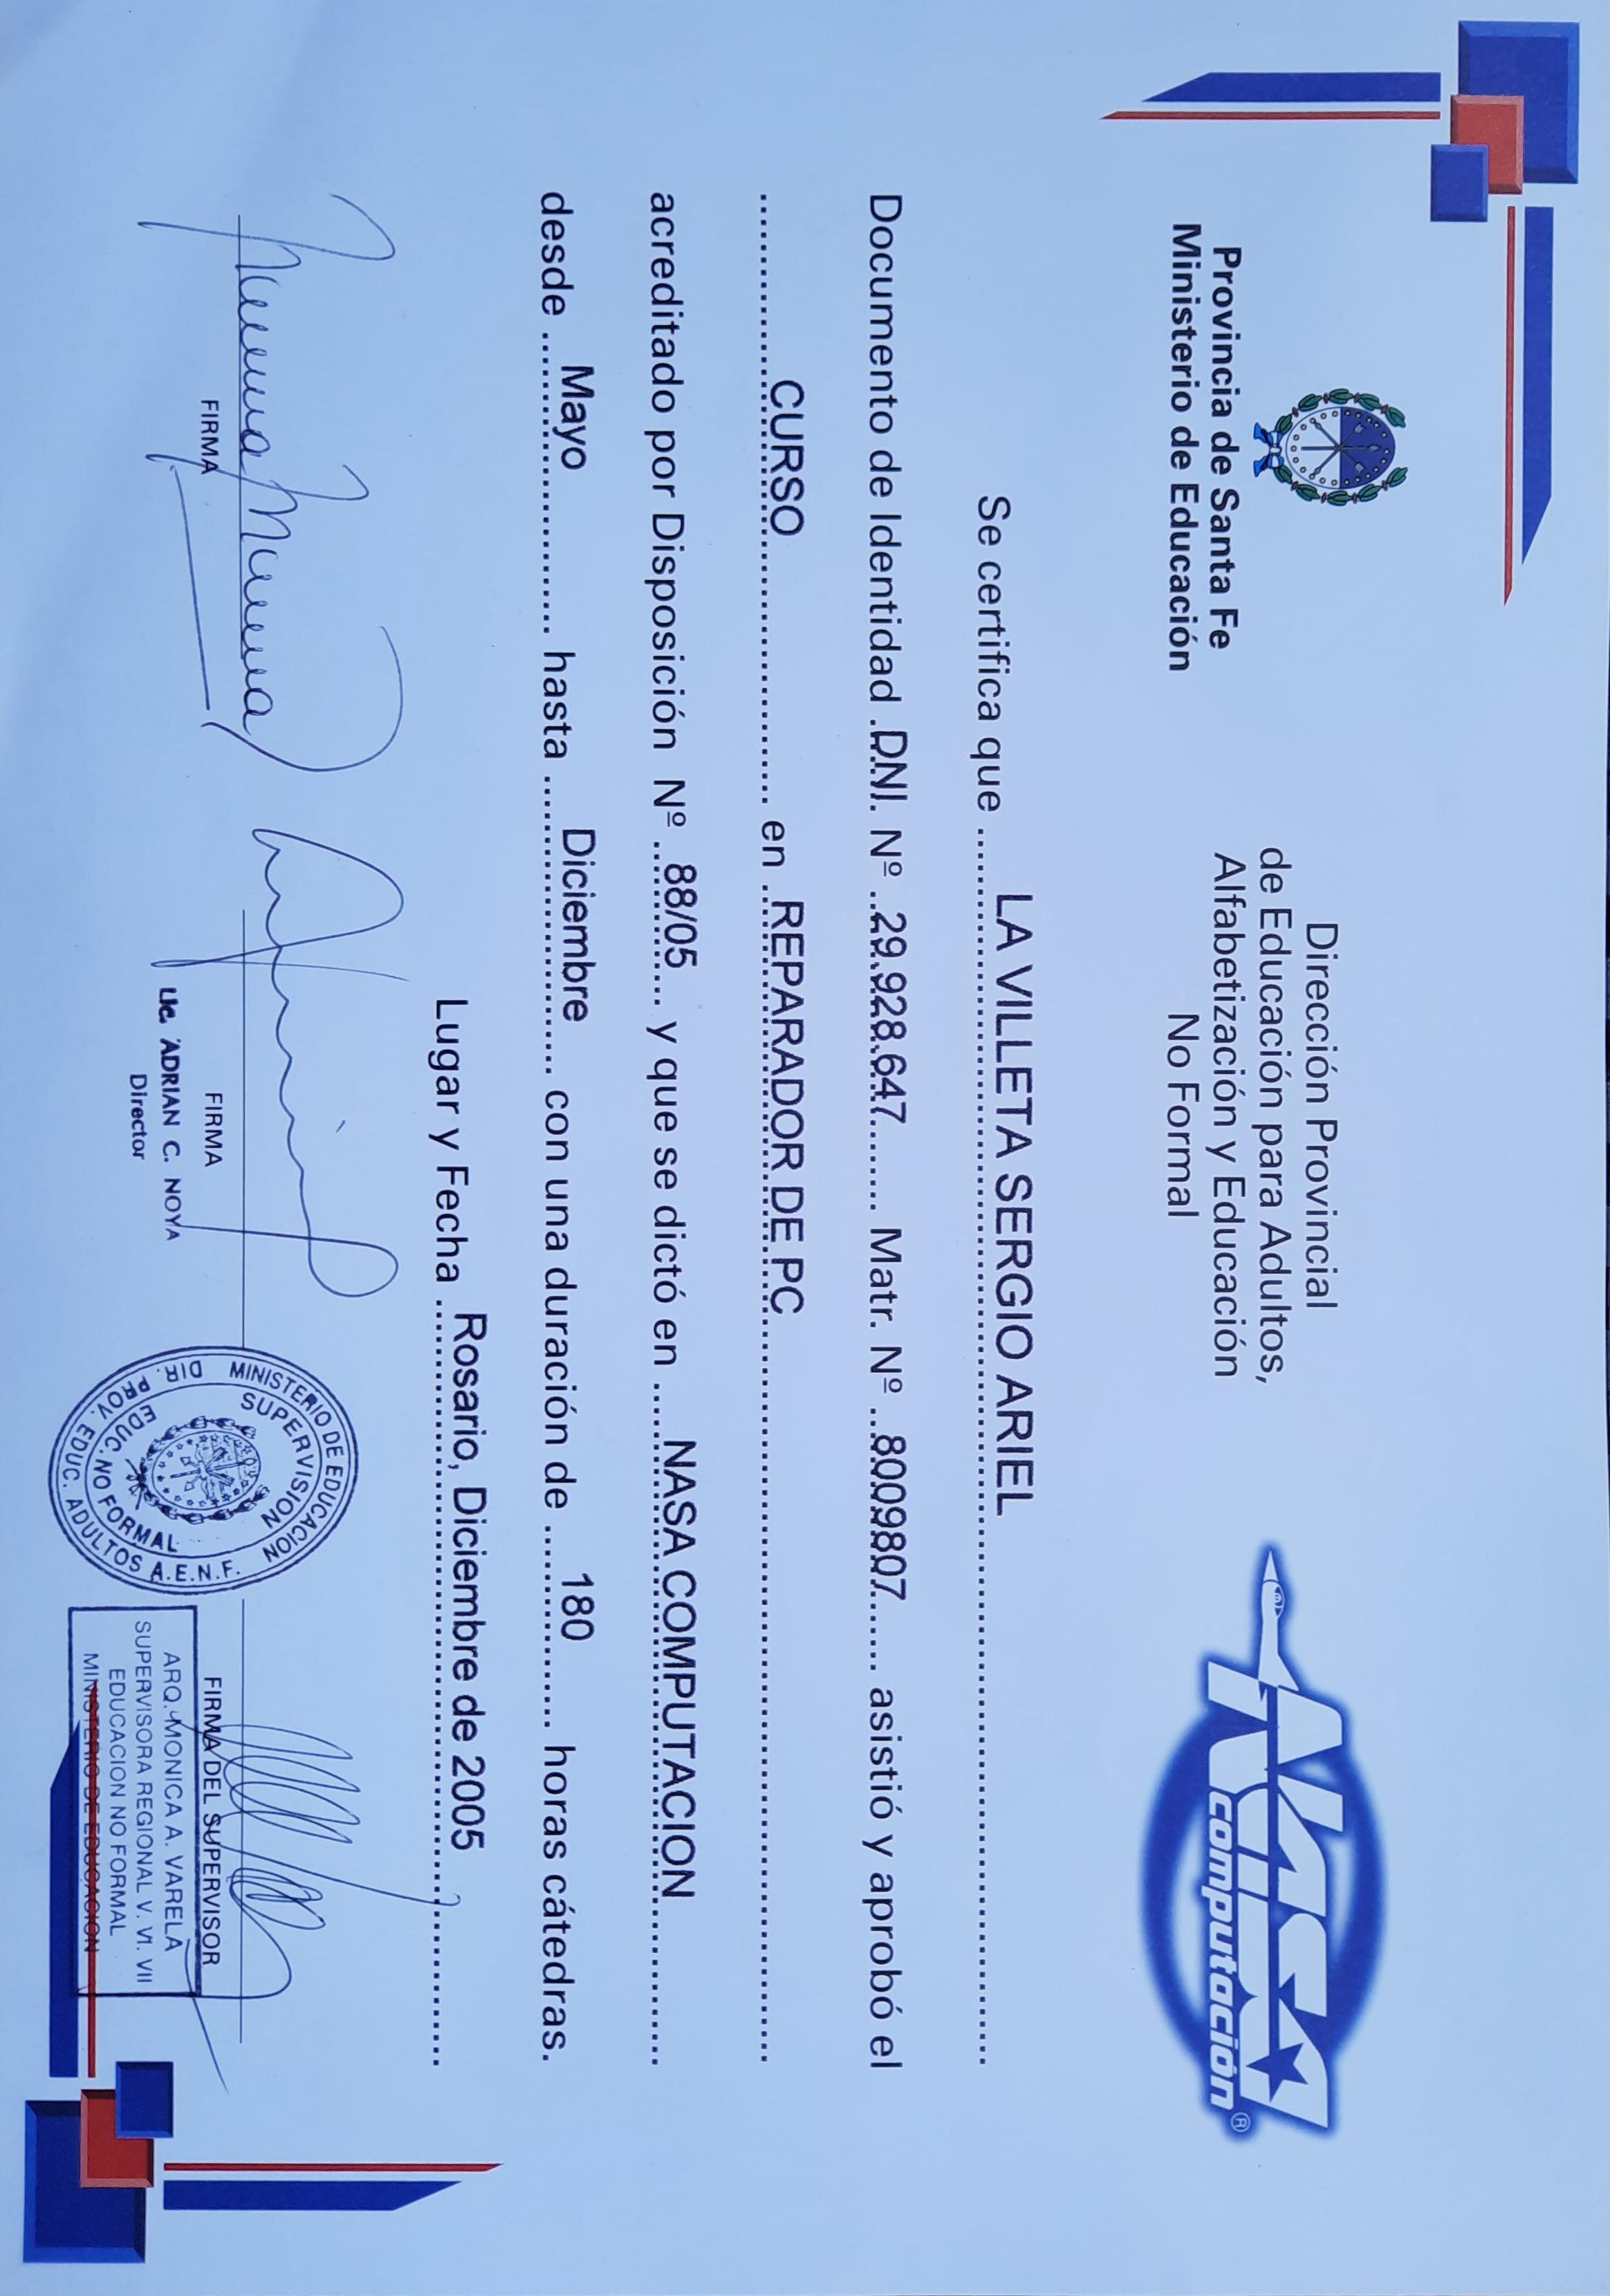 Provincia de Santa Fe
Ministerio de Educación
Dirección Provincial
de Educación para Adultos,
Alfabetización y Educación
No Formal
NASA
computación®
Se certifica que LA VILLETA SERGIO ARIEL
Documento de Identidad DNI. Nº 29.928.647 Matr. Nº 8009807 asistió y aprobó el
CURSO en REPARADOR DE PC
acreditado por Disposición Nº 88/05 y que se dictó en NASA COMPUTACION
desde Mayo hasta Diciembre con una duración de 180 horas cátedras.
Lugar y Fecha Rosario, Diciembre de 2005
FIRMA
FIRMA
Lic. ADRIAN C. NOYA
Director
MINISTERIO DE EDUCACION
SUPERVISION
EDUC. NO FORMAL
DIR. PROV. EDUC. ADULTOS A.E.N.F.
FIRMA DEL SUPERVISOR
ARQ. MONICA A. VARELA
SUPERVISORA REGIONAL V. VI. VII
EDUCACION NO FORMAL
MINISTERIO DE EDUCACION